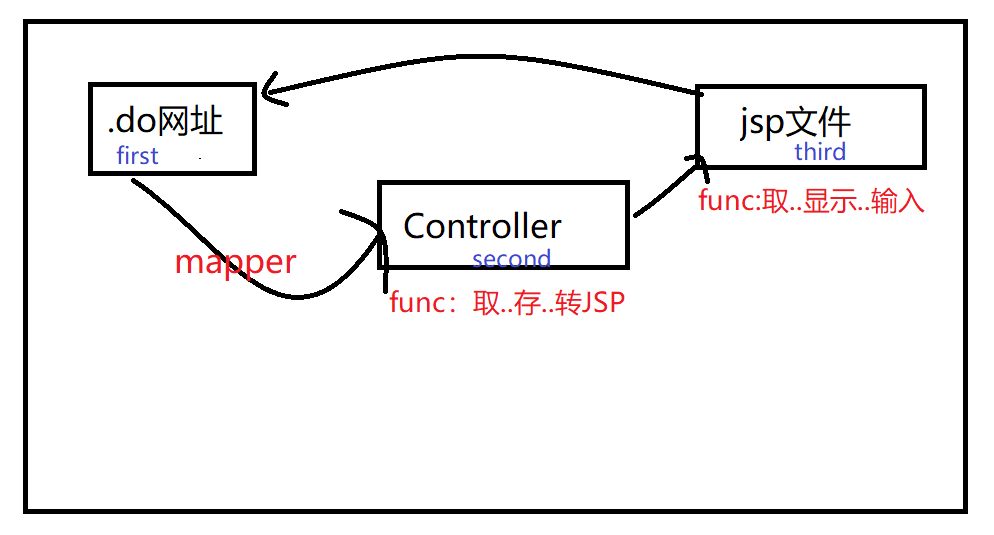 .do网址
first
jsp文件
third
func:取..显示..输入
Controller
second
mapper
func：取..存..转JSP